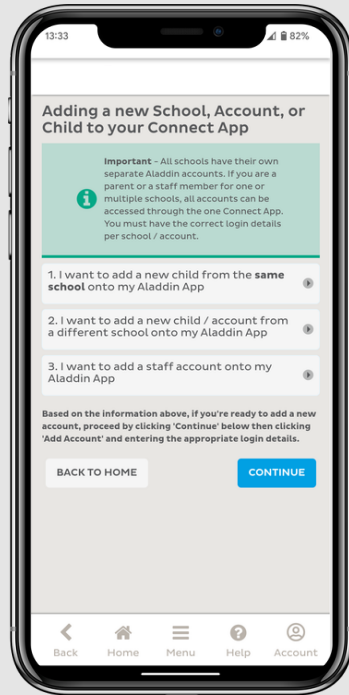 13:33
82%
Adding a new School, Account, or
Child to your Connect App
Important - All schools have their own
separate Aladdin accounts. If you are a
parent or a staff member for one or
multiple schools, all accounts can be
accessed through the one Connect App.
You must have the correct login details
per school / account.
1. I want to add a new child from the same
school onto my Aladdin App
2. I want to add a new child / account from
a different school onto my Aladdin App
3. I want to add a staff account onto my
Aladdin App
Based on the information above, if you're ready to add a new
account, proceed by clicking 'Continue' below then clicking
'Add Account' and entering the appropriate login details.
BACK TO HOME
CONTINUE
Back Home Menu Help Account